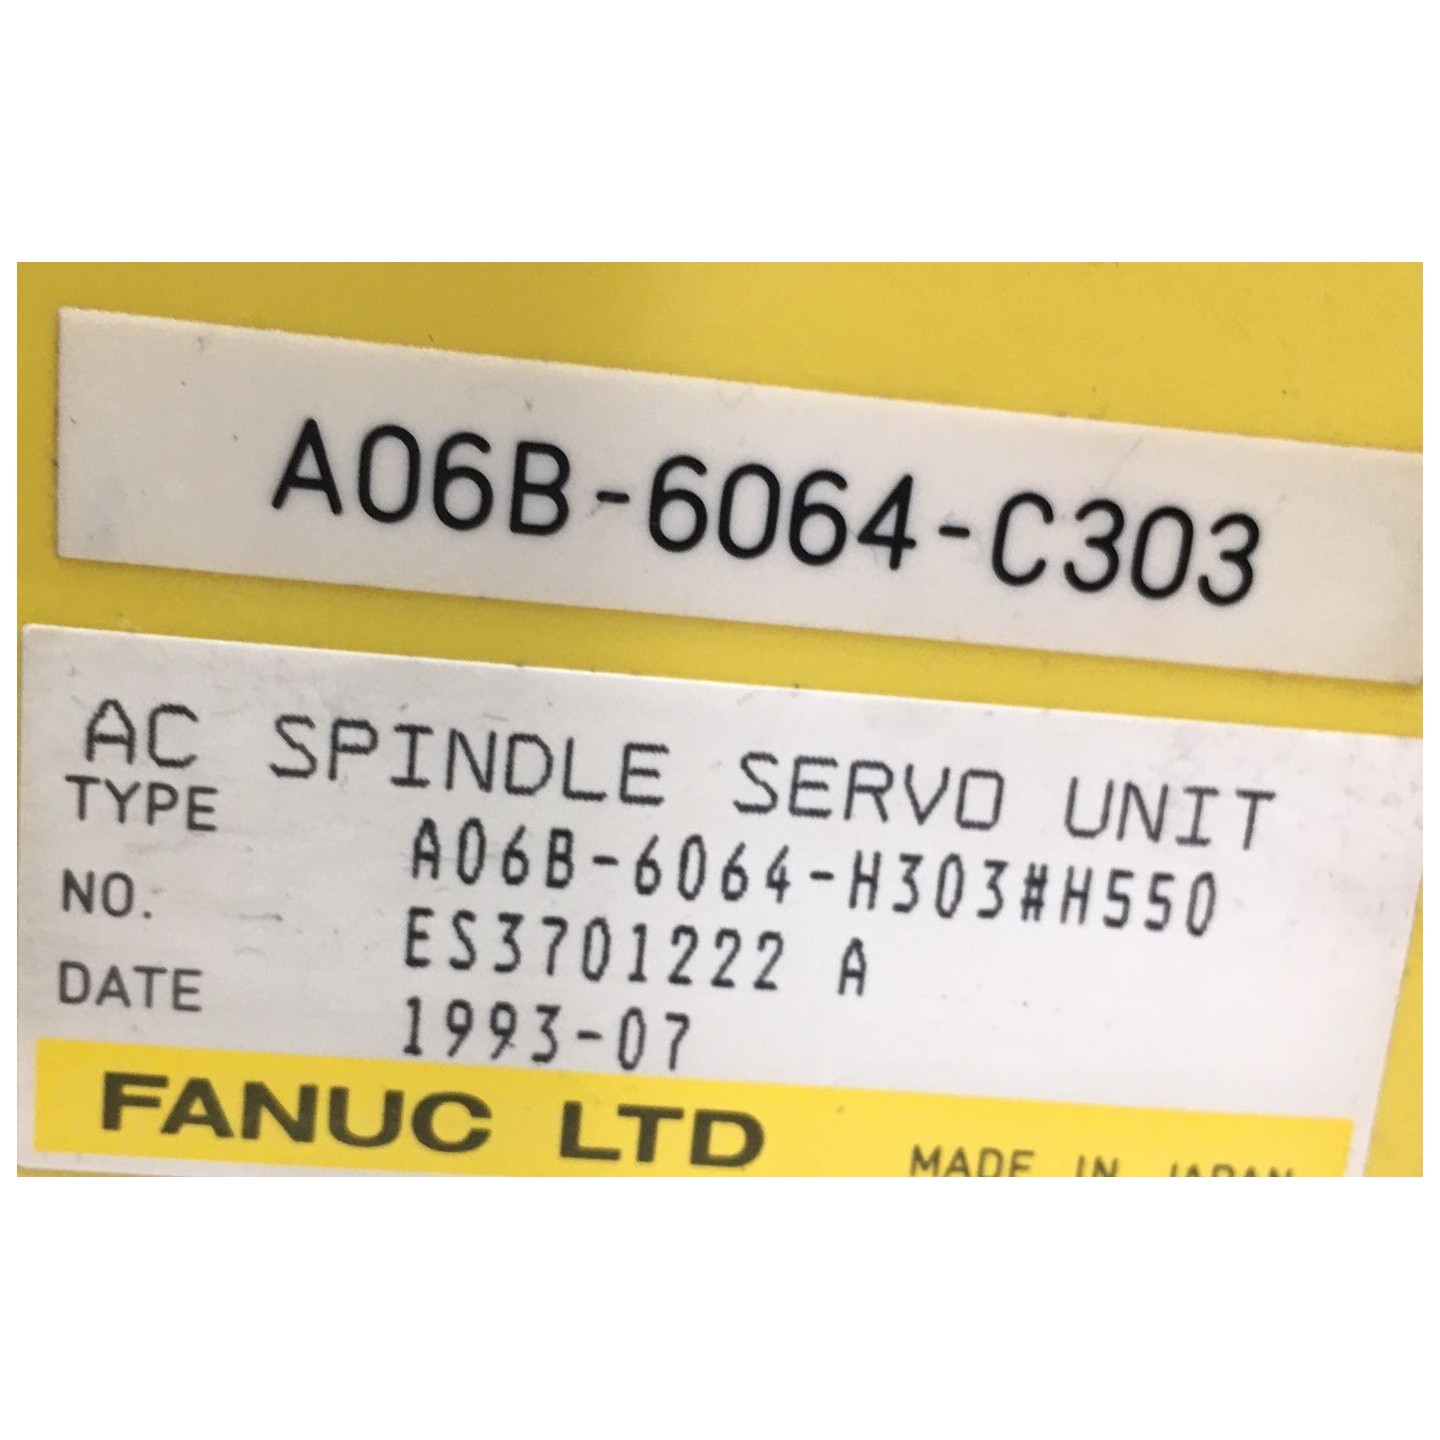 A06B-6064-C303
AC SPINDLE SERVO UNIT
TYPE A06B-6064-H303#H550
NO. ES3701222 A
DATE 1993-07
FANUC LTD MADE IN JAPAN